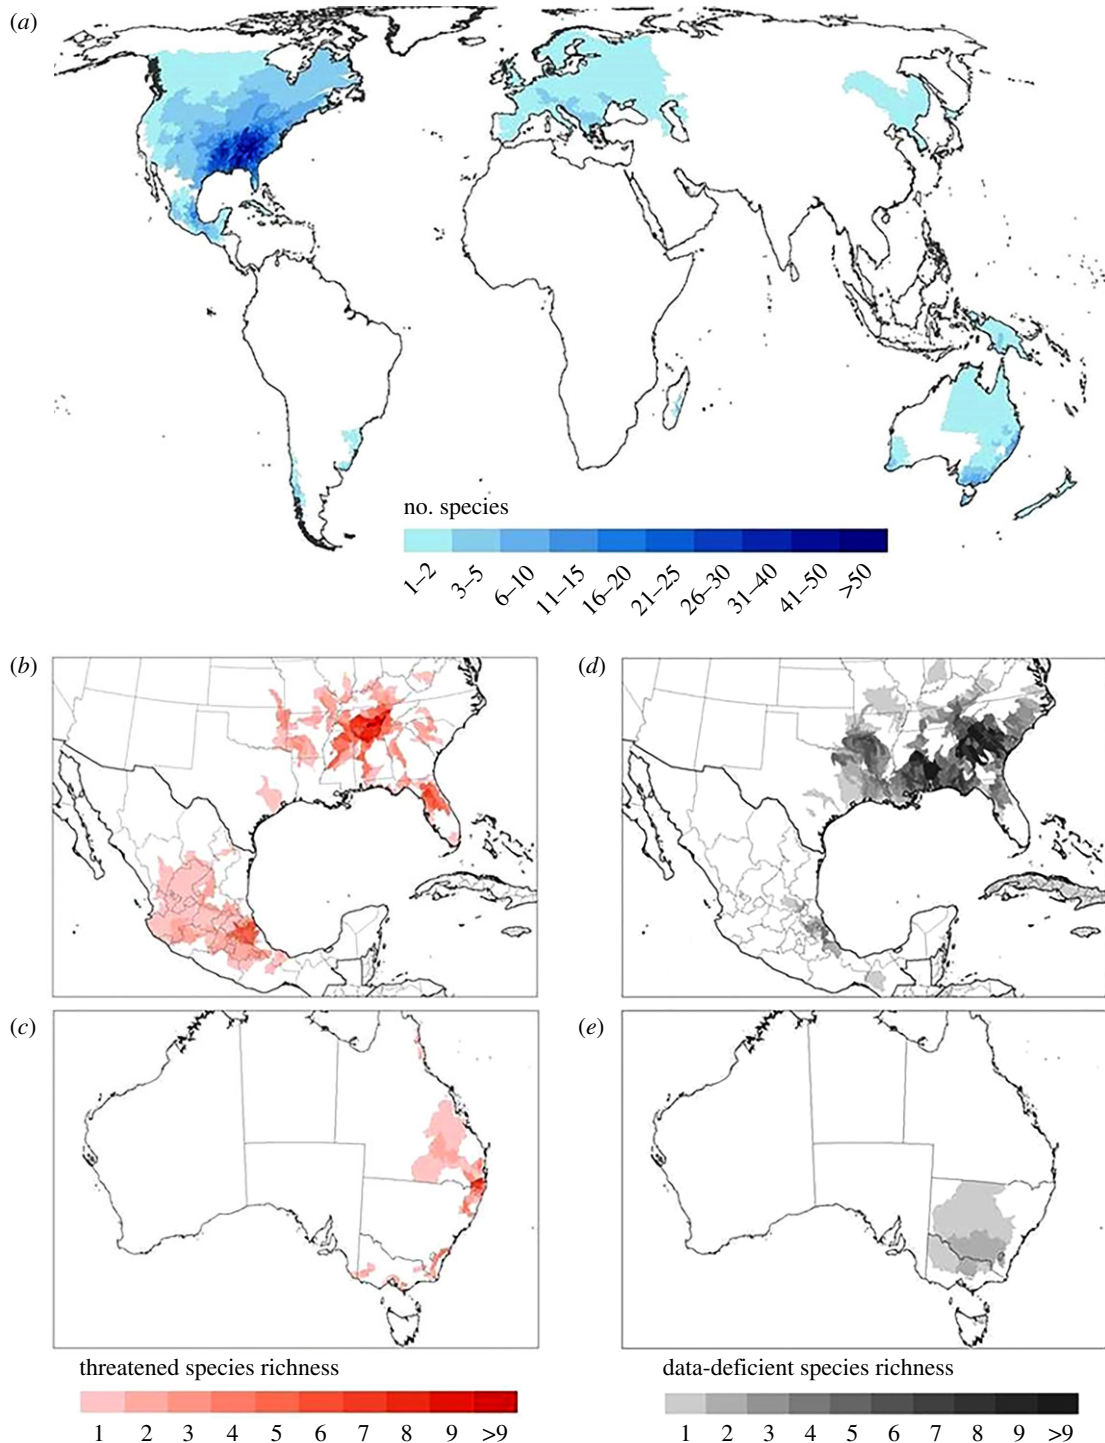 (a)
no. species
1–2 3–5 6–10 11–15 16–20 21–25 26–30 31–40 41–50 >50
(b) (d)
(c) (e)
threatened species richness
1 2 3 4 5 6 7 8 9 >9
data-deficient species richness
1 2 3 4 5 6 7 8 9 >9